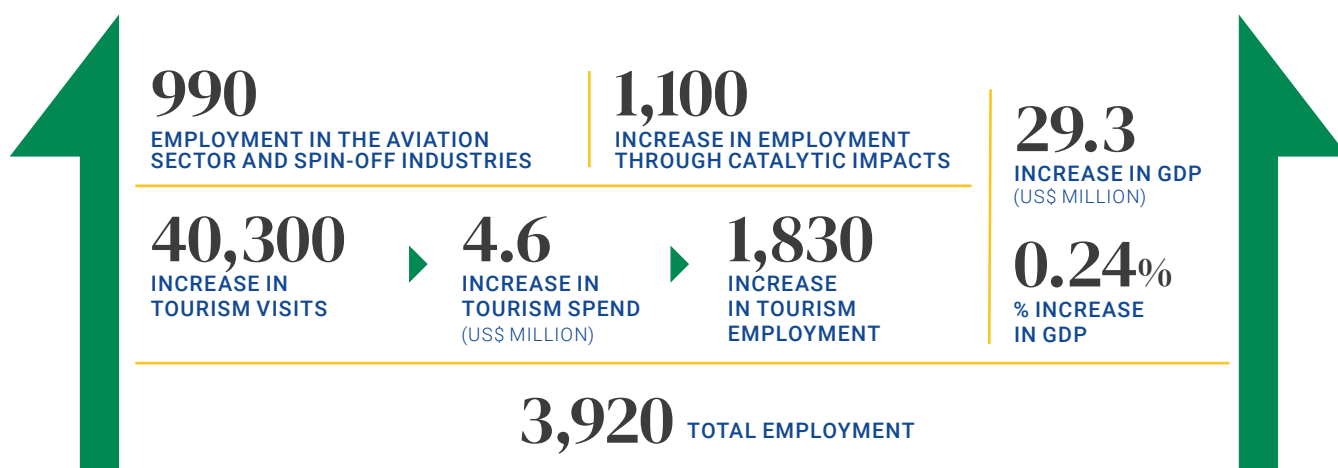 990
EMPLOYMENT IN THE AVIATION
SECTOR AND SPIN-OFF INDUSTRIES
1,100
INCREASE IN EMPLOYMENT
THROUGH CATALYTIC IMPACTS
29.3
INCREASE IN GDP
(US$ MILLION)
40,300
INCREASE IN
TOURISM VISITS
4.6
INCREASE IN
TOURISM SPEND
(US$ MILLION)
1,830
INCREASE
IN TOURISM
EMPLOYMENT
0.24%
% INCREASE
IN GDP
3,920 TOTAL EMPLOYMENT